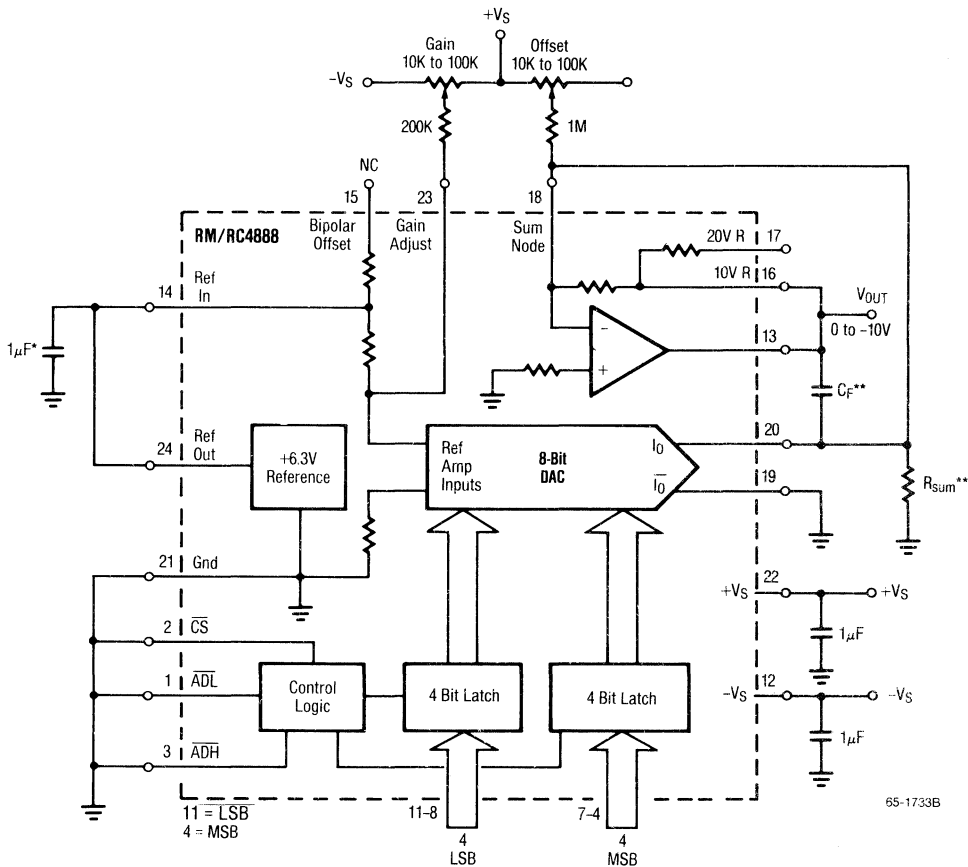 +VS
Gain
10K to 100K
Offset
10K to 100K
−VS
200K
1M
NC
15
23
18
RM/RC4888
Bipolar
Offset
Gain
Adjust
Sum
Node
20V R
17
10V R
16
14
Ref
In
1μF*
VOUT
0 to −10V
−
+
13
CF**
24
Ref
Out
+6.3V
Reference
Ref
Amp
Inputs
8-Bit
DAC
IO
20
IO
19
Rsum**
21
Gnd
22
+VS
+VS
1μF
2
CS
1
ADL
3
ADH
Control
Logic
4 Bit Latch
4 Bit Latch
12
−VS
−VS
1μF
11 = LSB
4 = MSB
11–8
7–4
4
LSB
4
MSB
65-1733B